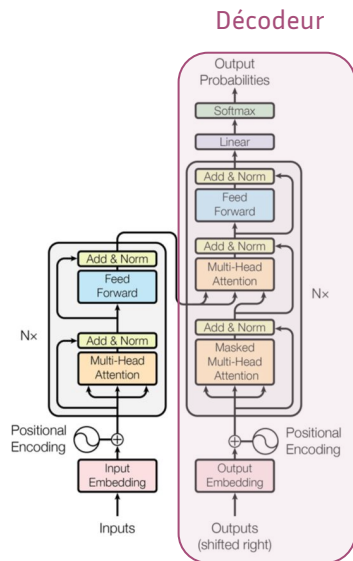 Décodeur
Output
Probabilities
Softmax
Linear
Add & Norm
Feed
Forward
Add & Norm
Multi-Head
Attention
Nx
Add & Norm
Masked
Multi-Head
Attention
Positional
Encoding
Output
Embedding
Outputs
(shifted right)
Add & Norm
Feed
Forward
Nx
Add & Norm
Multi-Head
Attention
Positional
Encoding
Input
Embedding
Inputs